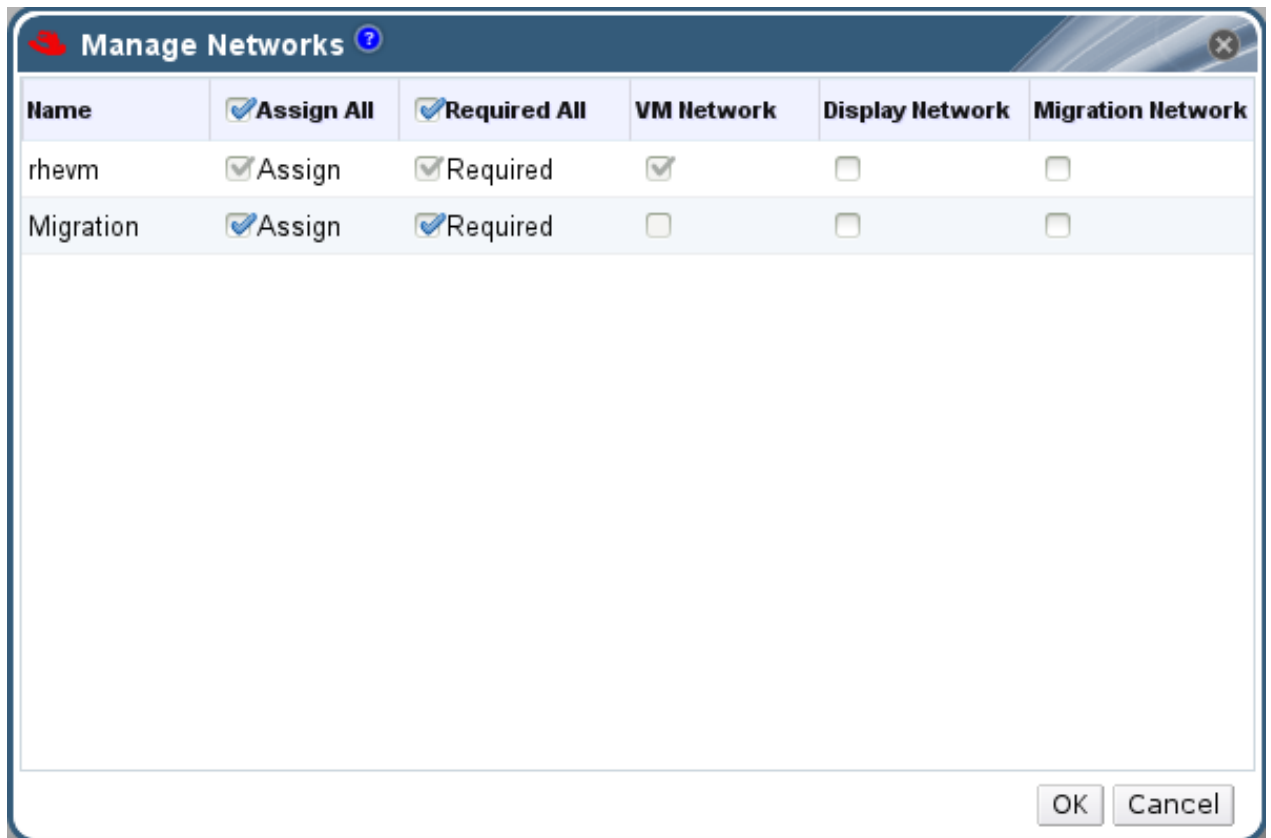 Manage Networks ?
Name Assign All Required All VM Network Display Network Migration Network
rhevm Assign Required
Migration Assign Required
OK Cancel